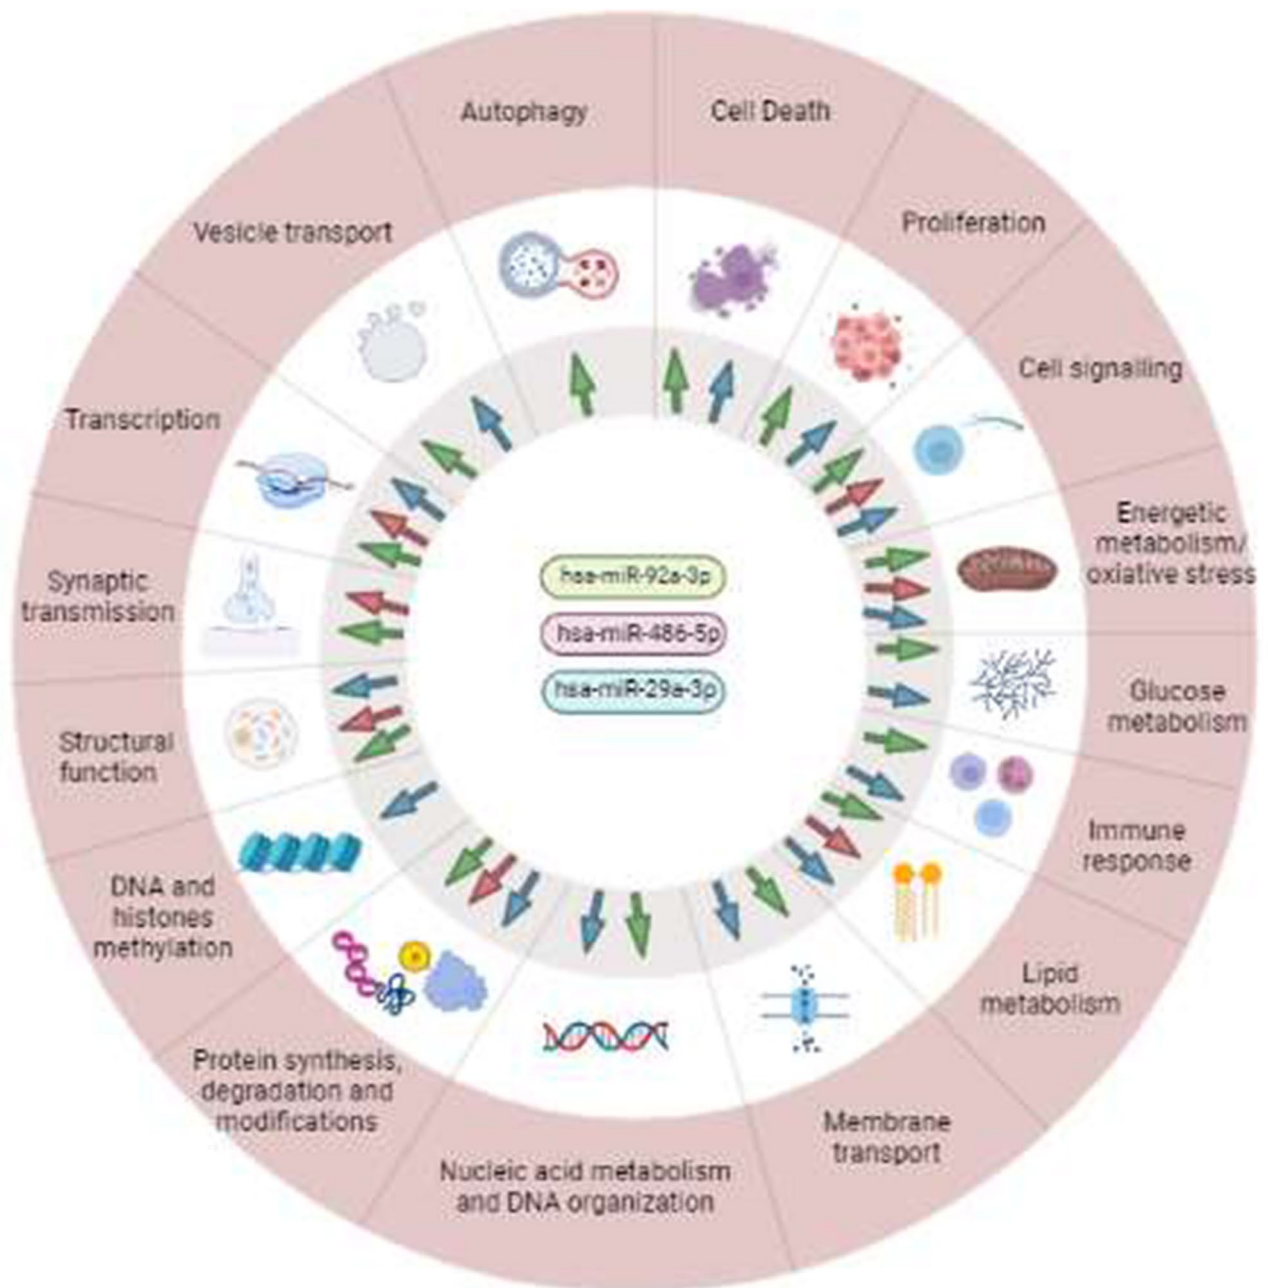 Autophagy
Cell Death
Proliferation
Cell signalling
Energetic
metabolism/
oxiative stress
Glucose
metabolism
Immune
response
Lipid
metabolism
Membrane
transport
Nucleic acid metabolism
and DNA organization
Protein synthesis,
degradation and
modifications
DNA and
histones
methylation
Structural
function
Synaptic
transmission
Transcription
Vesicle transport
hsa-miR-92a-3p
hsa-miR-486-5p
hsa-miR-29a-3p